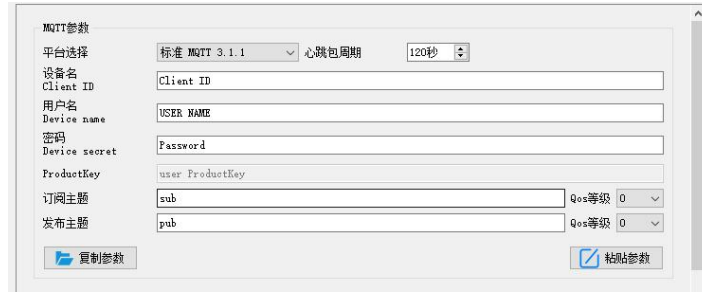 MQTT参数
平台选择 标准 MQTT 3.1.1 心跳包周期 120秒
设备名
Client ID
Client ID
用户名
Device name
USER NAME
密码
Device secret
Password
ProductKey user ProductKey
订阅主题 sub Qos等级 0
发布主题 pub Qos等级 0
复制参数 粘贴参数